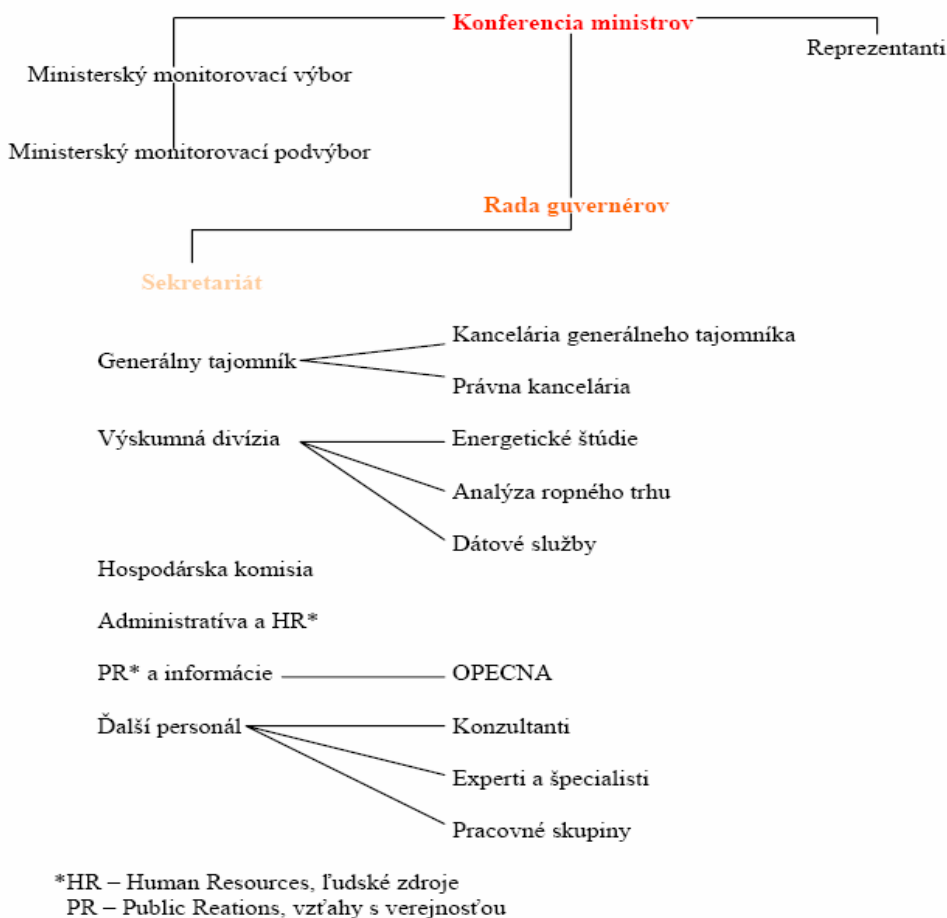 Konferencia ministrov
Reprezentanti
Ministerský monitorovací výbor
Ministerský monitorovací podvýbor
Rada guvernérov
Sekretariát
Kancelária generálneho tajomníka
Generálny tajomník
Právna kancelária
Výskumná divízia
Energetické štúdie
Analýza ropného trhu
Dátové služby
Hospodárska komisia
Administratíva a HR*
PR* a informácie
OPECNA
Ďalší personál
Konzultanti
Experti a špecialisti
Pracovné skupiny
*HR – Human Resources, ľudské zdroje
PR – Public Reations, vzťahy s verejnosťou